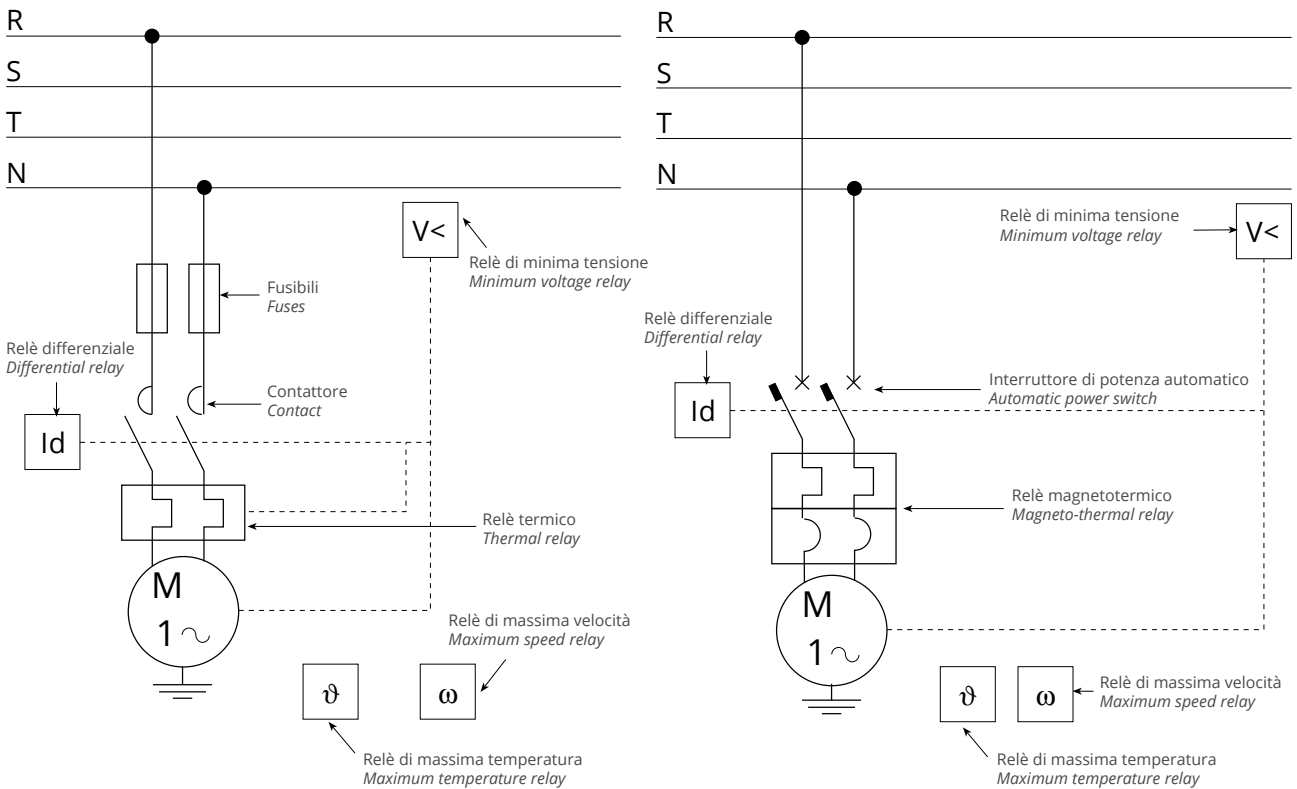 R
S
T
N
V<
Relè di minima tensione
Minimum voltage relay
Fusibili
Fuses
Relè differenziale
Differential relay
Contattore
Contact
Id
Relè termico
Thermal relay
M
1
Relè di massima velocità
Maximum speed relay
ϑ
ω
Relè di massima temperatura
Maximum temperature relay
R
S
T
N
Relè di minima tensione
Minimum voltage relay
V<
Relè differenziale
Differential relay
Interruttore di potenza automatico
Automatic power switch
Id
Relè magnetotermico
Magneto-thermal relay
M
1
Relè di massima velocità
Maximum speed relay
ϑ
ω
Relè di massima temperatura
Maximum temperature relay